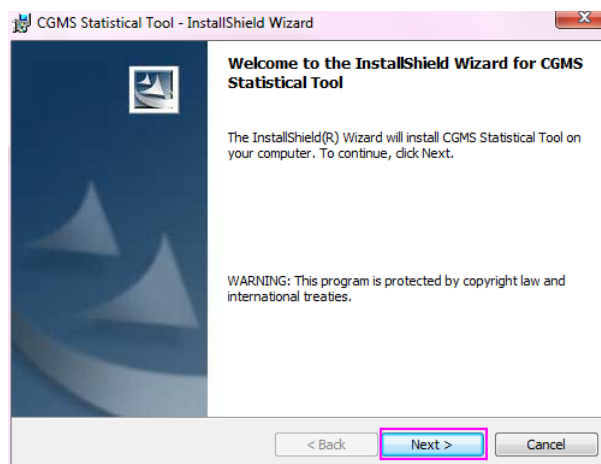 CGMS Statistical Tool - InstallShield Wizard
Welcome to the InstallShield Wizard for CGMS
Statistical Tool
The InstallShield(R) Wizard will install CGMS Statistical Tool on
your computer. To continue, click Next.
WARNING: This program is protected by copyright law and
international treaties.
< Back Next > Cancel